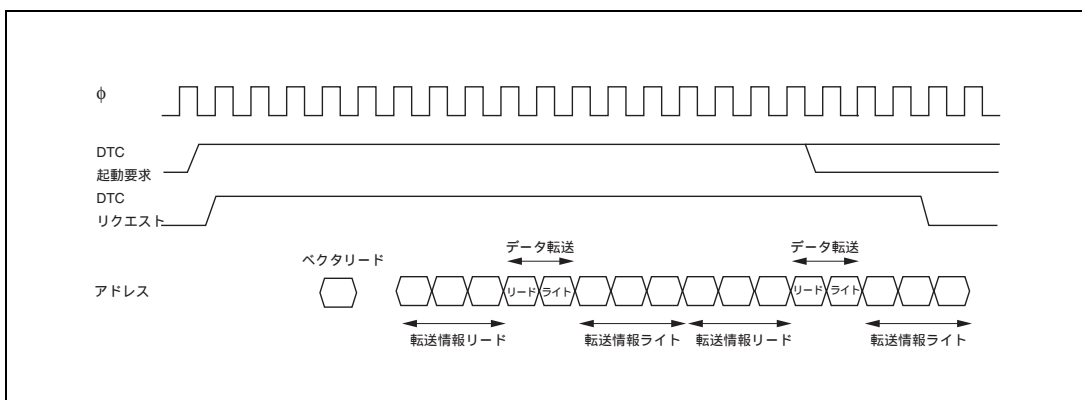 φ
DTC
起動要求
DTC
リクエスト
データ転送
データ転送
ベクタリード
アドレス
リード
ライト
リード
ライト
転送情報リード
転送情報ライト
転送情報リード
転送情報ライト